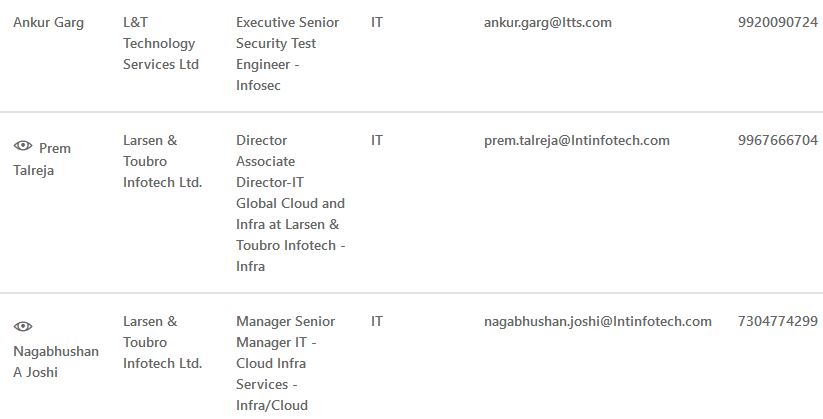 Ankur Garg L&T Executive Senior IT ankur.garg@ltts.com 9920090724
Technology Security Test
Services Ltd Engineer -
Infosec
Prem Larsen & Director IT prem.talreja@lntinfotech.com 9967666704
Talreja Toubro Associate
Infotech Ltd. Director-IT
Global Cloud and
Infra at Larsen &
Toubro Infotech -
Infra
Larsen & Manager Senior IT nagabhushan.joshi@lntinfotech.com 7304774299
Toubro Manager IT -
Nagabhushan Infotech Ltd. Cloud Infra
A Joshi Services -
Infra/Cloud